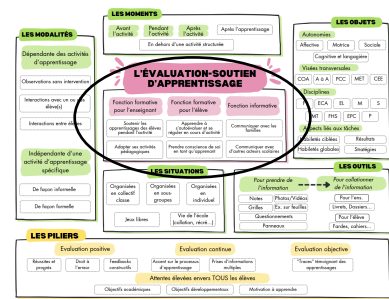 LES MOMENTS
Avant l'activité
Pendant l'activité
Après l'activité
Après l'apprentissage
En dehors d'une activité structurée
LES MODALITÉS
Dépendante des activités d'apprentissage
Observations sans intervention
Interactions avec un ou des élève(s)
Interactions entre élèves
Indépendante d'une activité d'apprentissage spécifique
De façon informelle
De façon formelle
L'ÉVALUATION-SOUTIEN
D'APPRENTISSAGE
Fonction formative pour l'enseignant
Fonction formative pour l'élève
Fonction informative
Soutenir les apprentissages des élèves pendant l'activité
Apprendre à s'autoévaluer et se réguler en cours d'activité
Communiquer avec les familles
Adapter ses activités pédagogiques
Prendre conscience de soi en tant qu'apprenant
Communiquer avec d'autres acteurs scolaires
LES OBJETS
Autonomies
Affective
Motrice
Sociale
Cognitive et langagière
Visées transversales
COA
A à A
PCC
MET
CEE
Disciplines
F
ECA
EL
M
S
MT
FHS
EPC
P
Aspects liés aux tâches
Habiletés ciblées
Résultats
Habiletés globales
Stratégies
LES SITUATIONS
Organisées en collectif classe
Organisées en sous-groupes
Organisées en individuel
Jeux libres
Vie de l'école (collation, récré...)
LES OUTILS
Pour prendre de l'information
Pour collationner de l'information
Notes
Photos/Vidéos
Grilles
Ex. sur feuilles
Questionnements
Panneaux
Pour l'ens.
Livrets, Dossiers...
Pour l'élève
Fardes, cahiers...
LES PILIERS
Evaluation positive
Evaluation continue
Evaluation objective
Réussites et progrès
Droit à l'erreur
Feedbacks constructifs
Accent sur le processus d'apprentissage
Prises d'informations multiples
"Traces" témoignant des apprentissages
Attentes élevées envers TOUS les élèves
Objectifs académiques
Objectifs développementaux
Motivation à apprendre